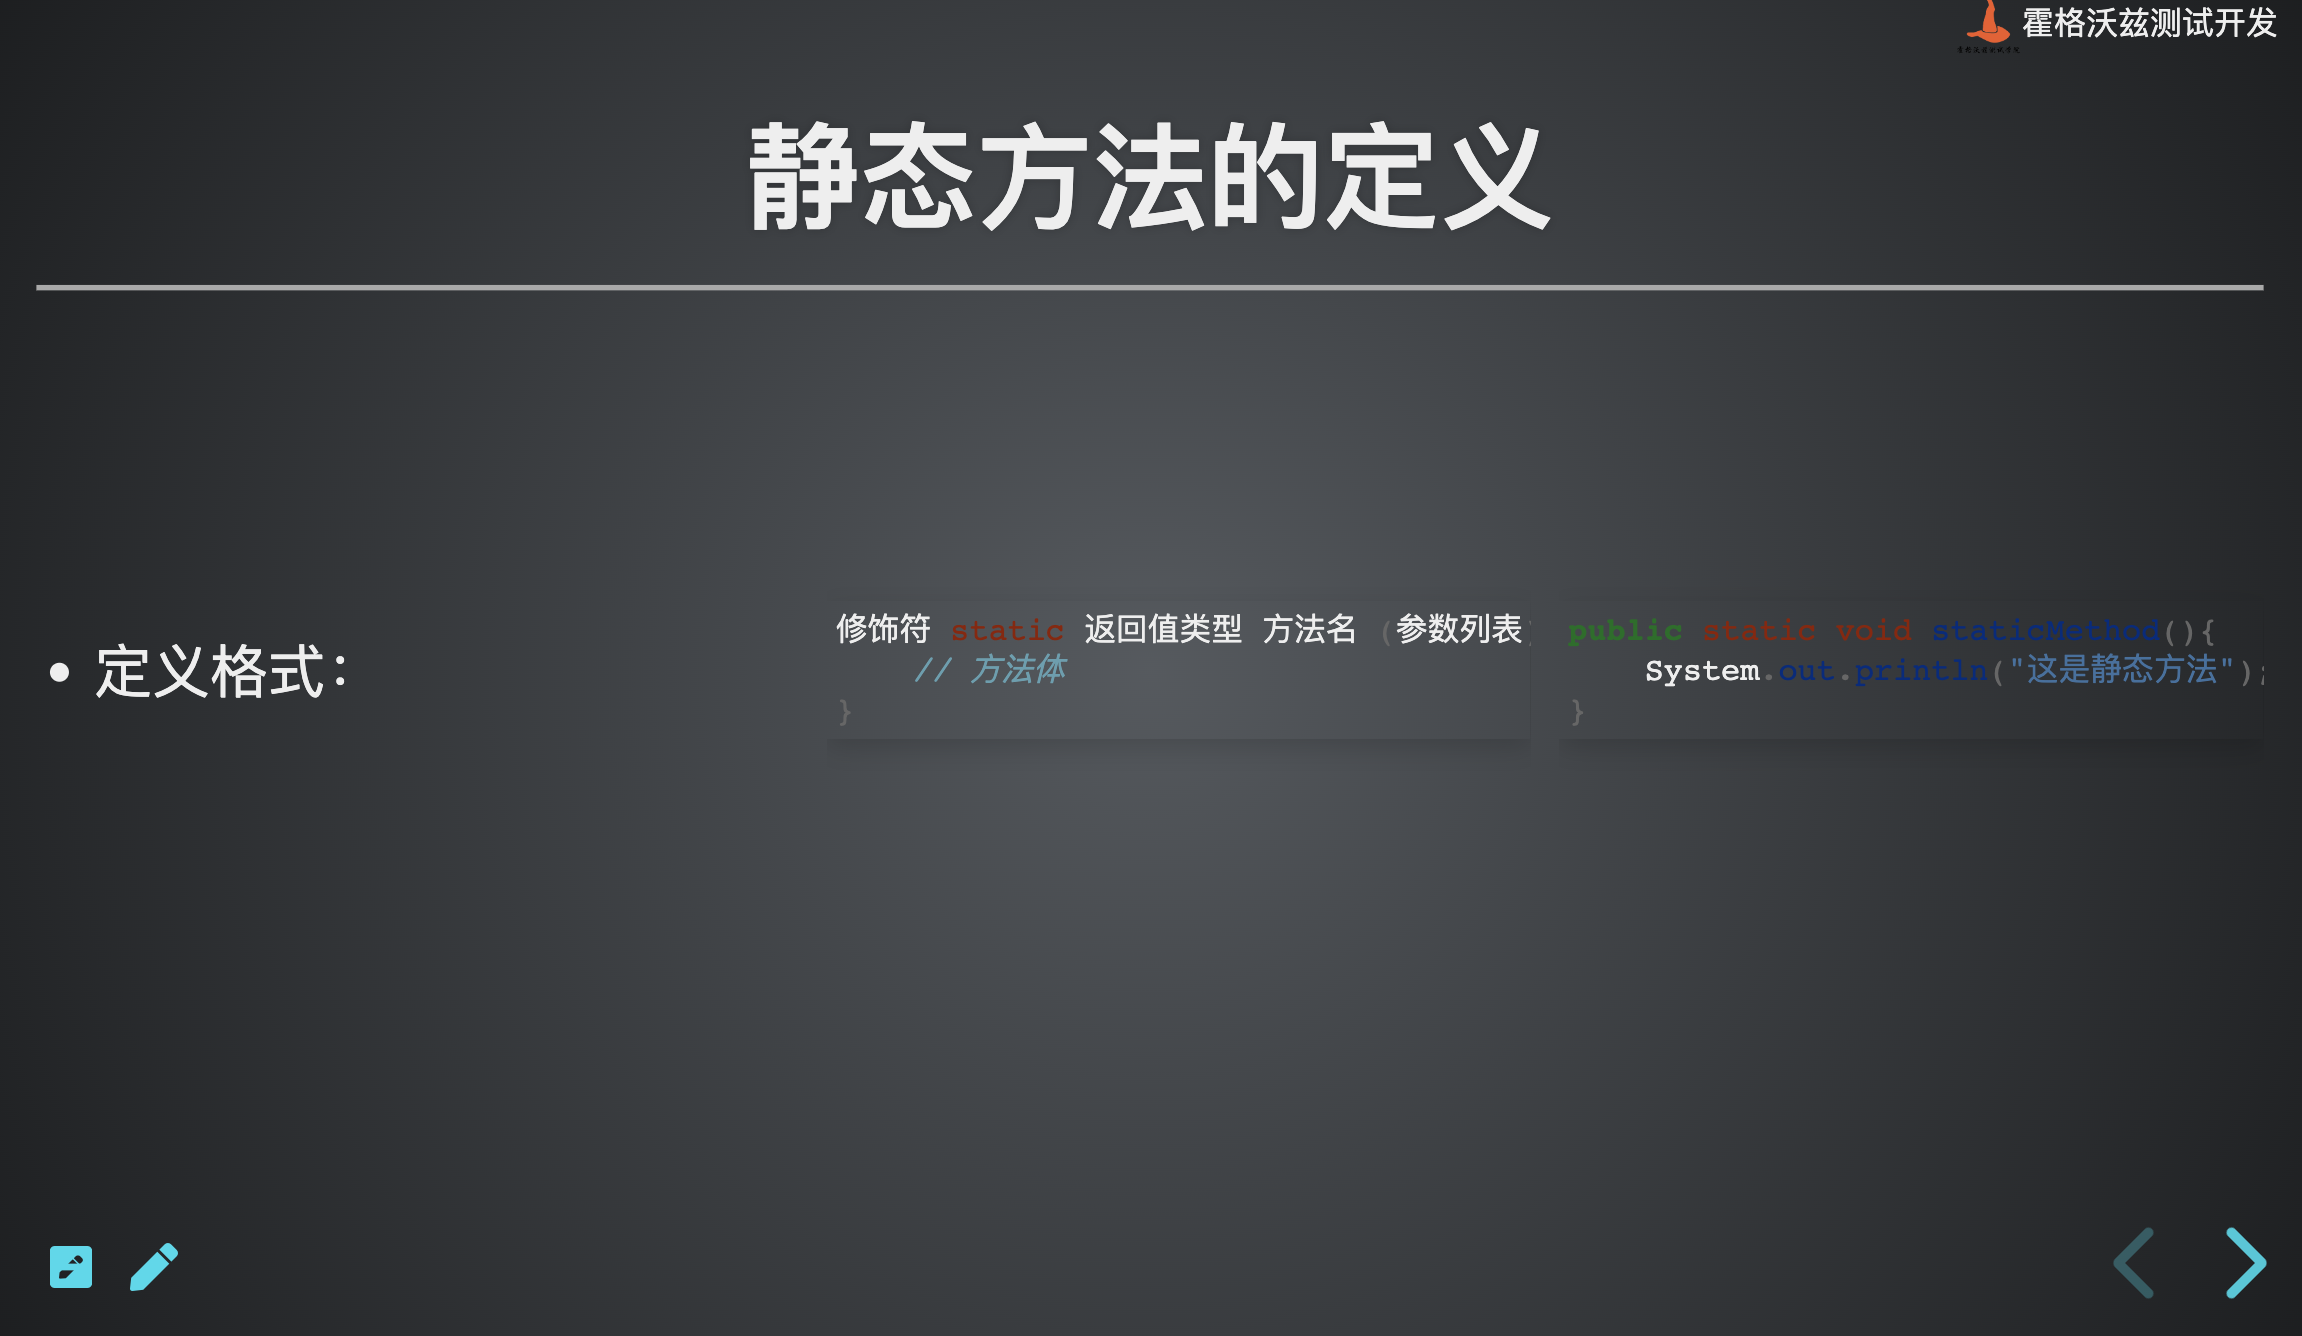 霍格沃兹测试开发
静态方法的定义
• 定义格式：
修饰符 static 返回值类型 方法名 (参数列表)
// 方法体
}
public static void staticMethod(){
System.out.println("这是静态方法");
}